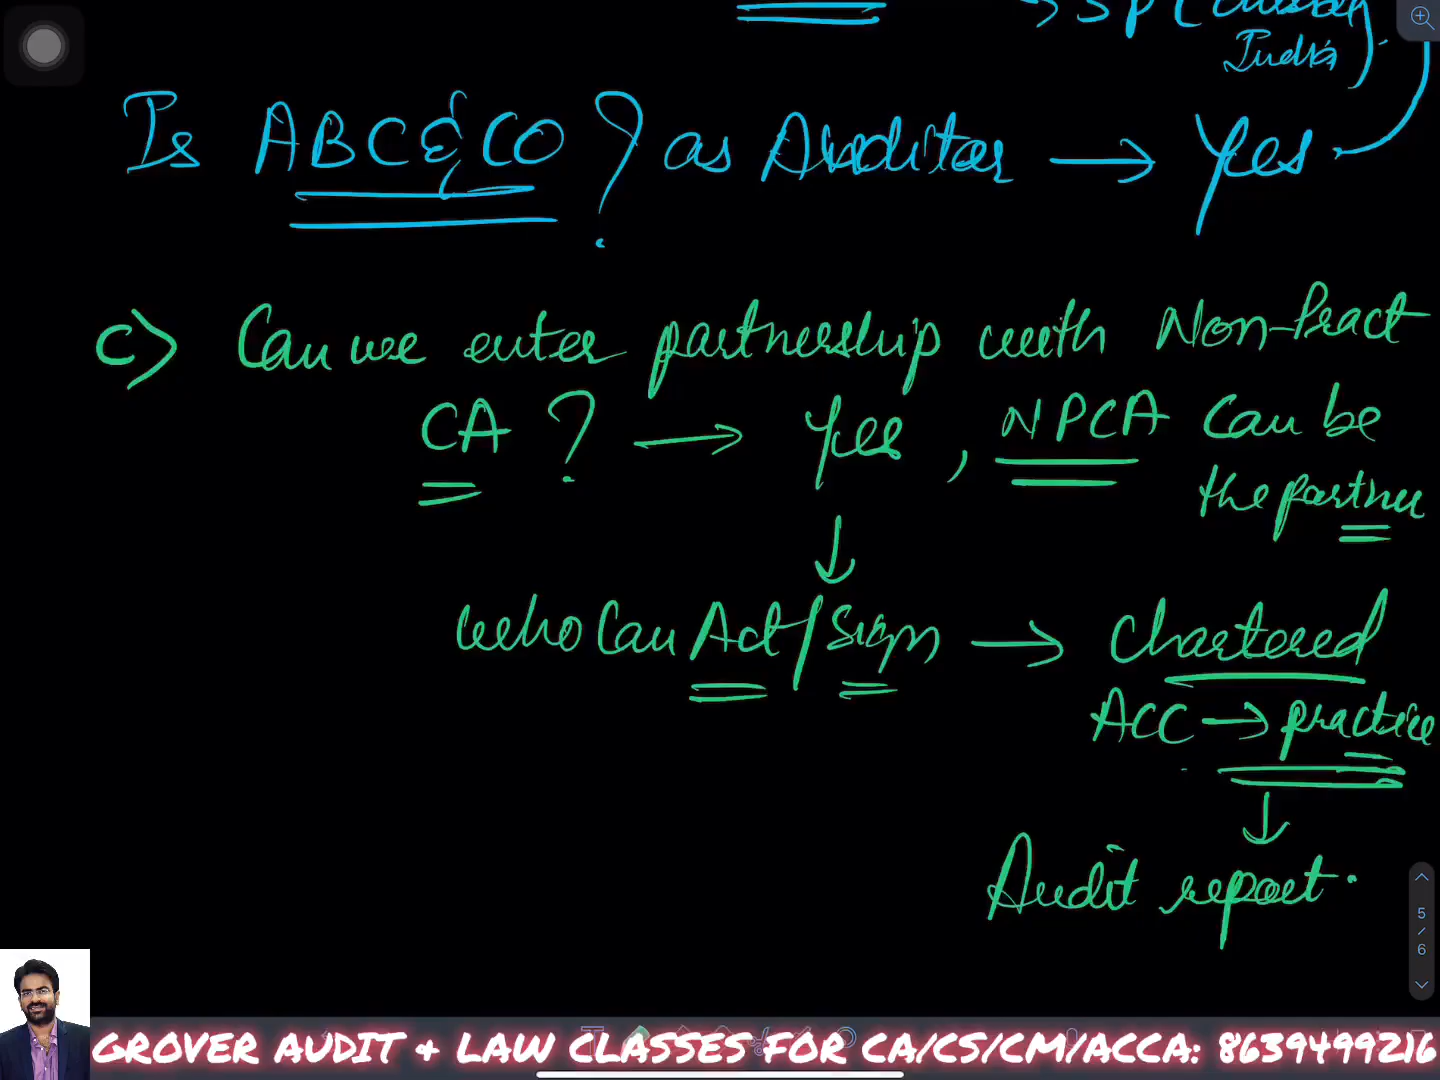 → SP (
India)
Is ABC & CO ? as Auditor → Yes
C) Can we enter partnership with Non-Pract
CA ? → Yes, NPCA Can be
the partner
↓
who Can Act/Sign → Chartered
ACC → practice
↓
Audit report.
5
/
6
GROVER AUDIT & LAW CLASSES FOR CA/CS/CM/ACCA: 8639499216